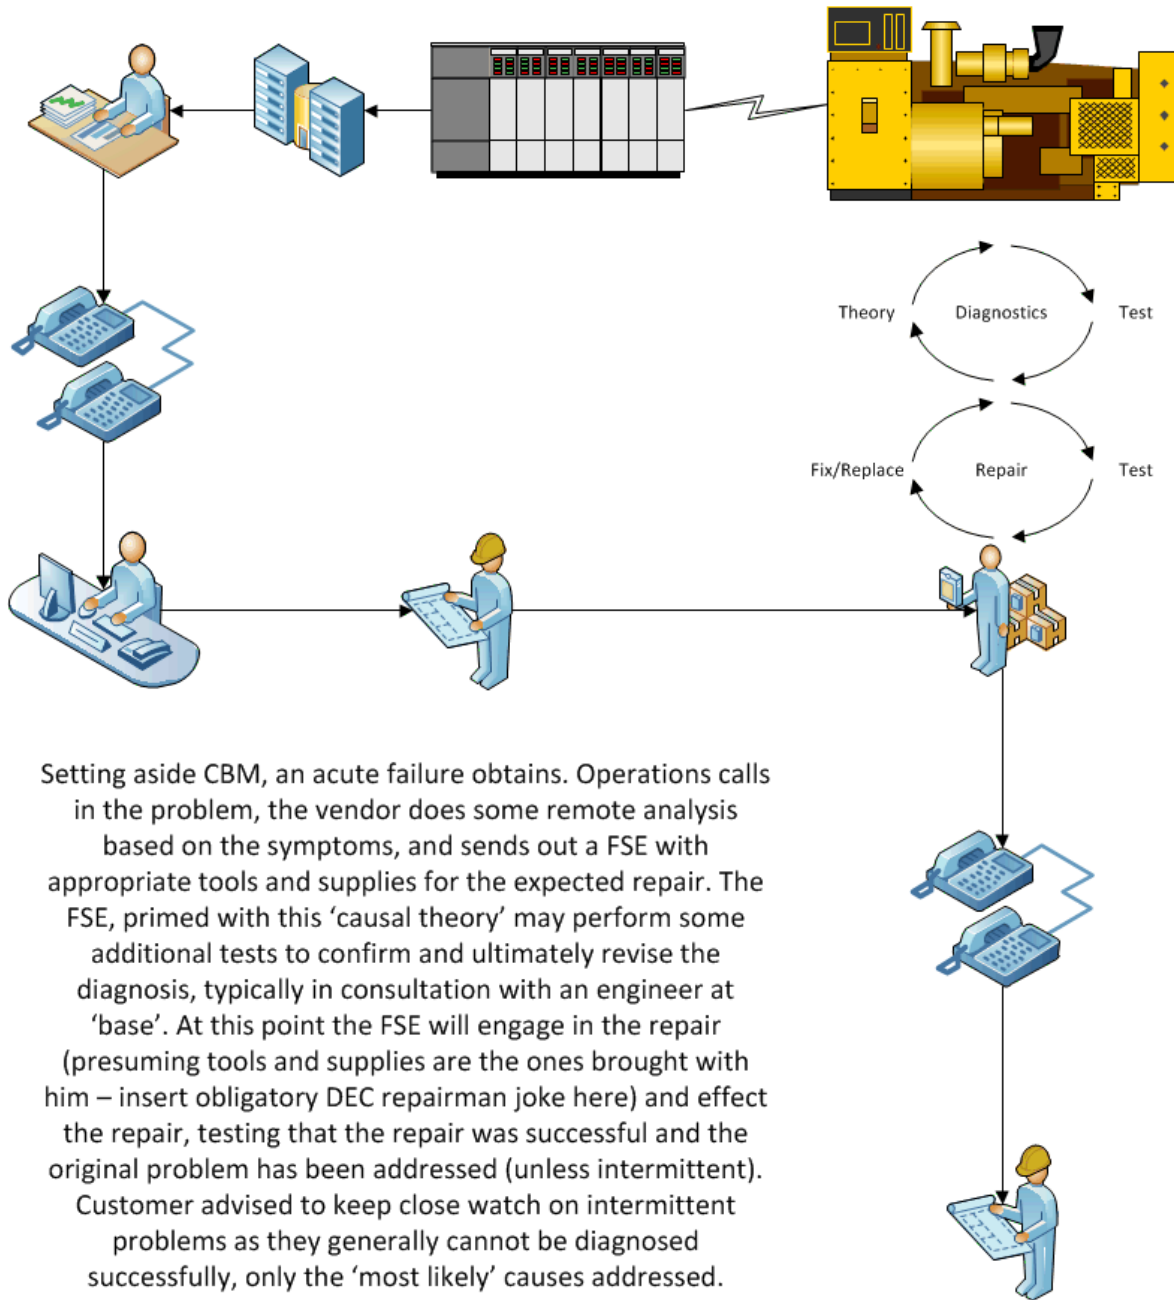 Theory
Diagnostics
Test
Fix/Replace
Repair
Test
Setting aside CBM, an acute failure obtains. Operations calls
in the problem, the vendor does some remote analysis
based on the symptoms, and sends out a FSE with
appropriate tools and supplies for the expected repair. The
FSE, primed with this ‘causal theory’ may perform some
additional tests to confirm and ultimately revise the
diagnosis, typically in consultation with an engineer at
‘base’. At this point the FSE will engage in the repair
(presuming tools and supplies are the ones brought with
him – insert obligatory DEC repairman joke here) and effect
the repair, testing that the repair was successful and the
original problem has been addressed (unless intermittent).
Customer advised to keep close watch on intermittent
problems as they generally cannot be diagnosed
successfully, only the ‘most likely’ causes addressed.